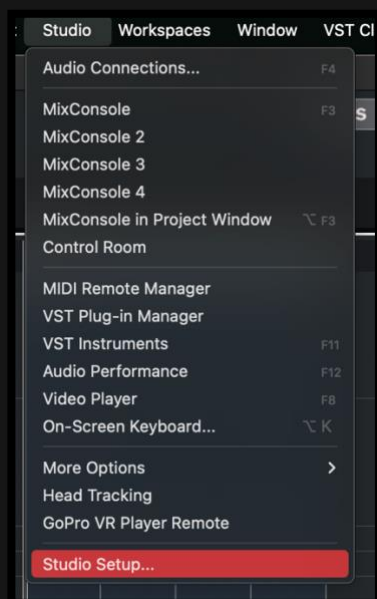 Studio Workspaces Window VST Cl
Audio Connections... F4
MixConsole F3
S
MixConsole 2
MixConsole 3
MixConsole 4
MixConsole in Project Window ⌥ F3
Control Room
MIDI Remote Manager
VST Plug-in Manager
VST Instruments F11
Audio Performance F12
Video Player F8
On-Screen Keyboard... ⌥ K
More Options >
Head Tracking
GoPro VR Player Remote
Studio Setup...